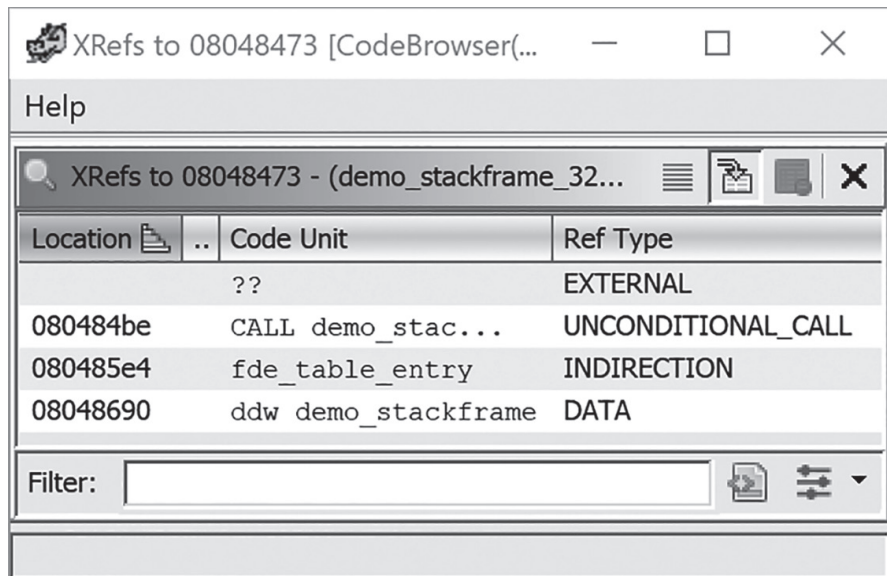 XRefs to 08048473 [CodeBrowser(...
Help
XRefs to 08048473 - (demo_stackframe_32...
Location .. Code Unit Ref Type
?? EXTERNAL
080484be CALL demo_stac... UNCONDITIONAL_CALL
080485e4 fde_table_entry INDIRECTION
08048690 ddw demo_stackframe DATA
Filter: